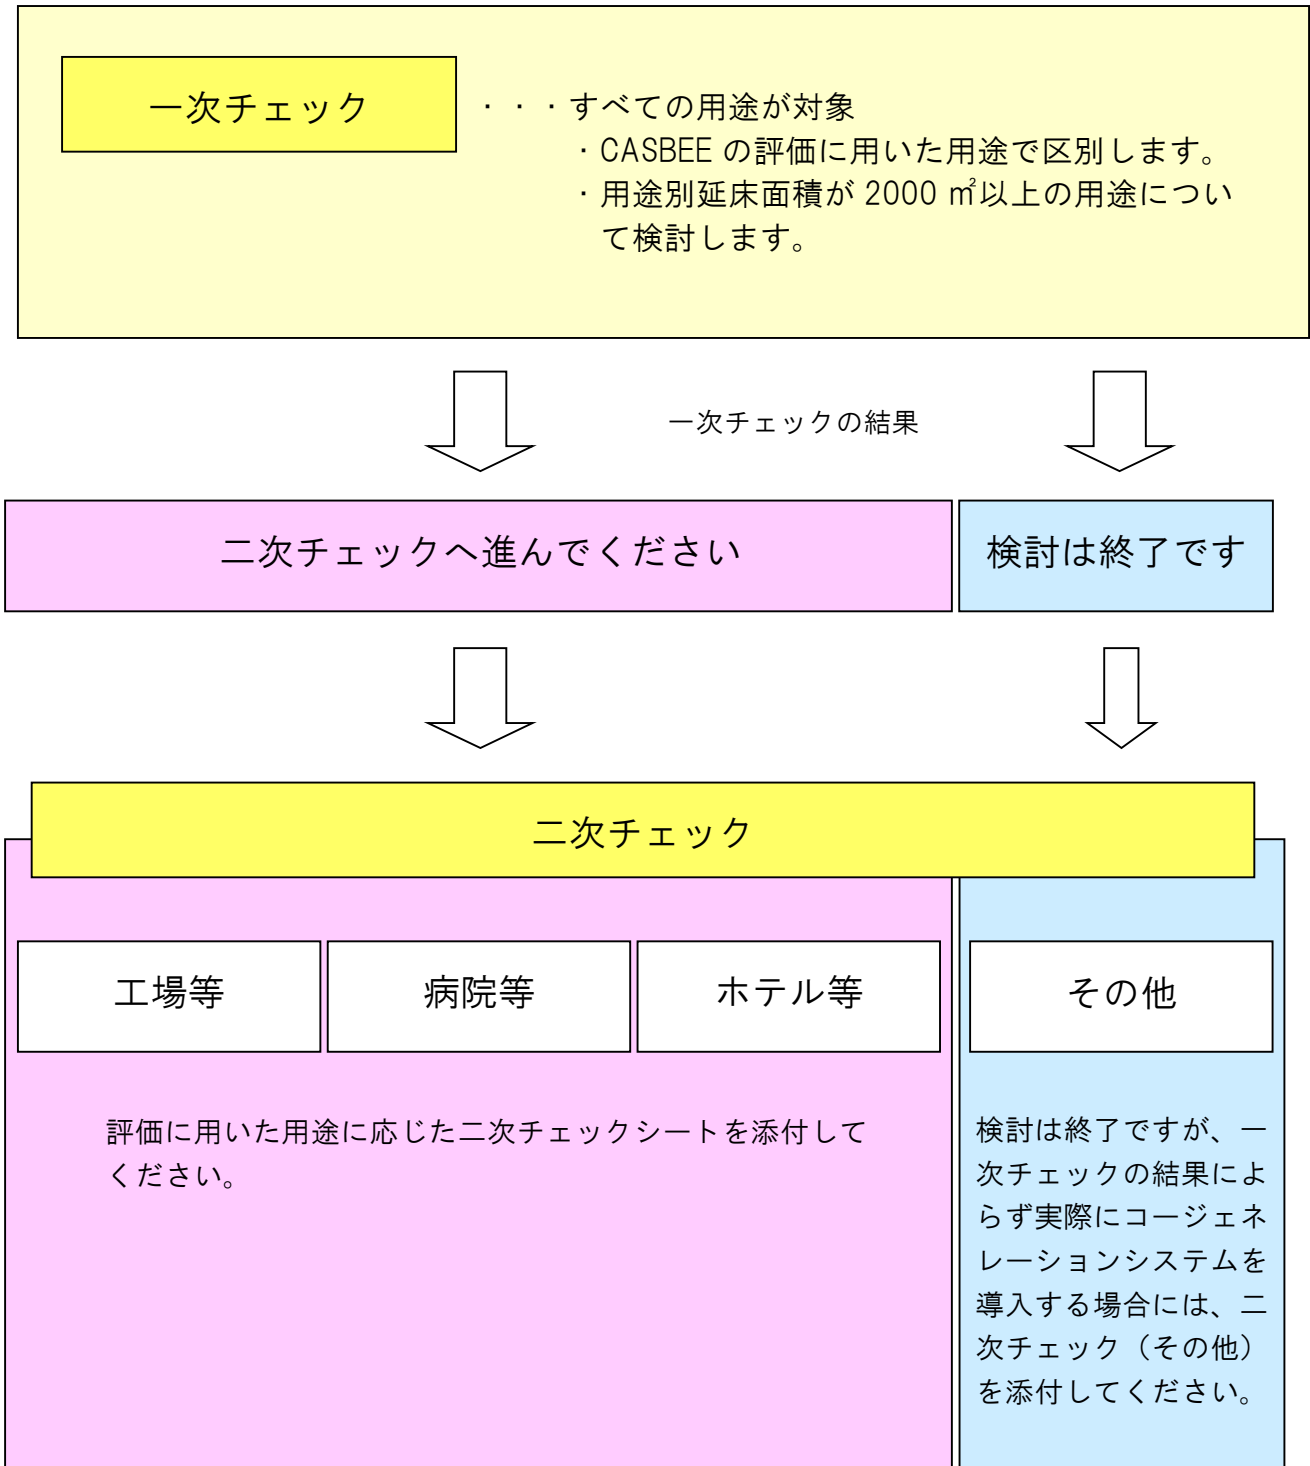 一次チェック
・・・すべての用途が対象
・CASBEE の評価に用いた用途で区別します。
・用途別延床面積が 2000 ㎡以上の用途につい
て検討します。
一次チェックの結果
二次チェックへ進んでください
検討は終了です
二次チェック
工場等
病院等
ホテル等
その他
評価に用いた用途に応じた二次チェックシートを添付して
ください。
検討は終了ですが、一
次チェックの結果によ
らず実際にコージェネ
レーションシステムを
導入する場合には、二
次チェック（その他）
を添付してください。